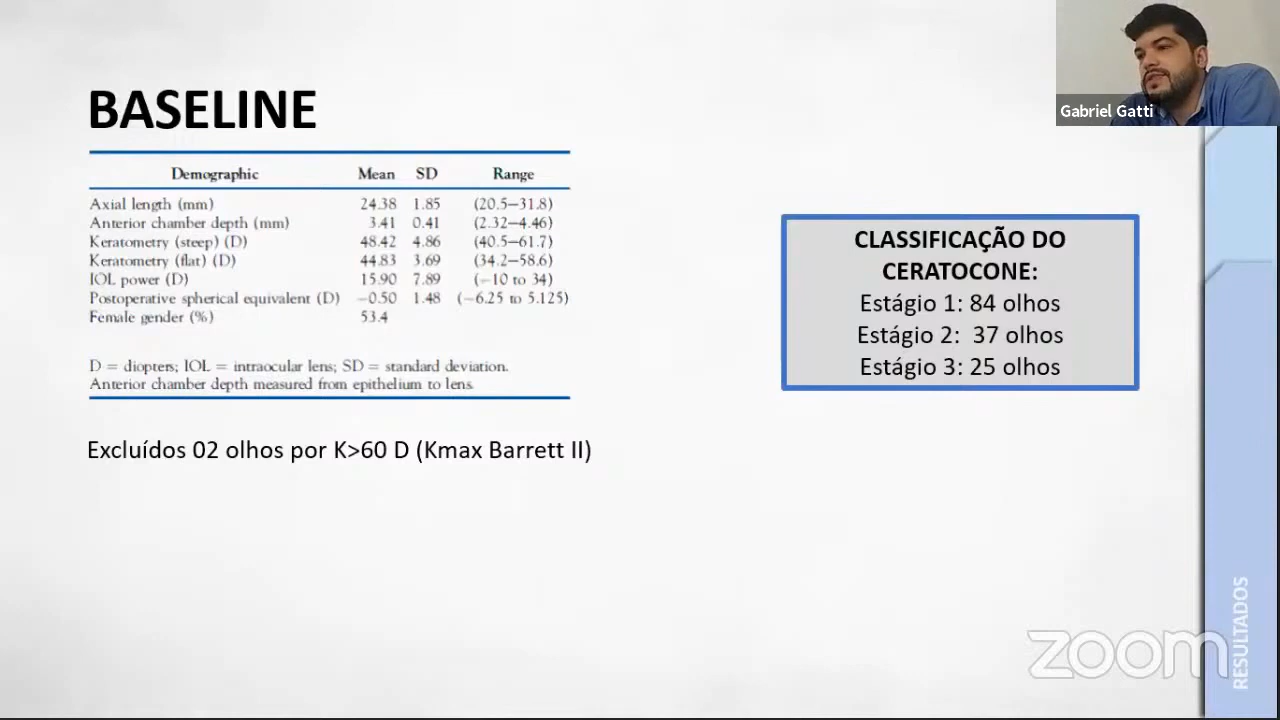 Gabriel Gatti
BASELINE
Demographic Mean SD Range
Axial length (mm) 24.38 1.85 (20.5–31.8)
Anterior chamber depth (mm) 3.41 0.41 (2.32–4.46)
Keratometry (steep) (D) 48.42 4.86 (40.5–61.7)
Keratometry (flat) (D) 44.83 3.69 (34.2–58.6)
IOL power (D) 15.90 7.89 (−10 to 34)
Postoperative spherical equivalent (D) −0.50 1.48 (−6.25 to 5.125)
Female gender (%) 53.4
D = diopters; IOL = intraocular lens; SD = standard deviation.
Anterior chamber depth measured from epithelium to lens.
Excluídos 02 olhos por K>60 D (Kmax Barrett II)
CLASSIFICAÇÃO DO
CERATOCONE:
Estágio 1: 84 olhos
Estágio 2: 37 olhos
Estágio 3: 25 olhos
RESULTADOS
zoom